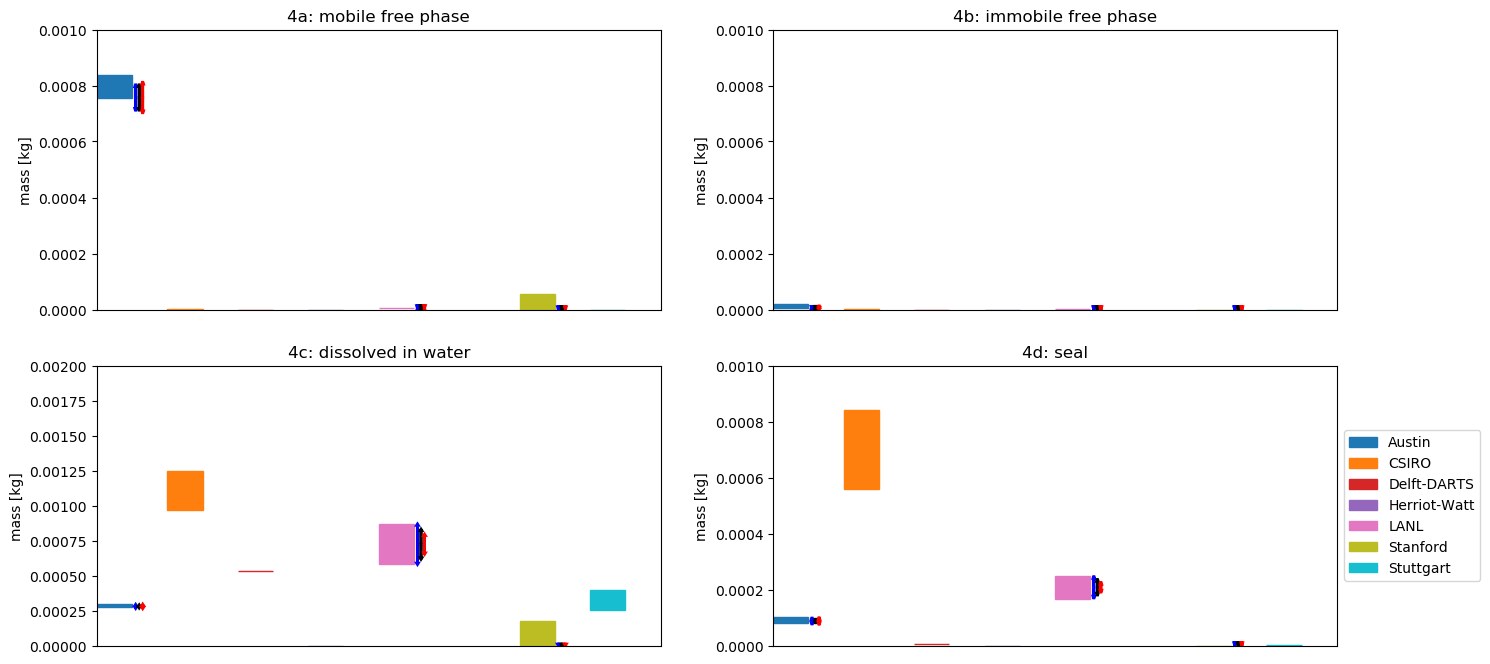 4a: mobile free phase
mass [kg]
0.0010
0.0008
0.0006
0.0004
0.0002
0.0000
4b: immobile free phase
mass [kg]
0.0010
0.0008
0.0006
0.0004
0.0002
0.0000
4c: dissolved in water
mass [kg]
0.00200
0.00175
0.00150
0.00125
0.00100
0.00075
0.00050
0.00025
0.00000
4d: seal
mass [kg]
0.0010
0.0008
0.0006
0.0004
0.0002
0.0000
Austin
CSIRO
Delft-DARTS
Herriot-Watt
LANL
Stanford
Stuttgart